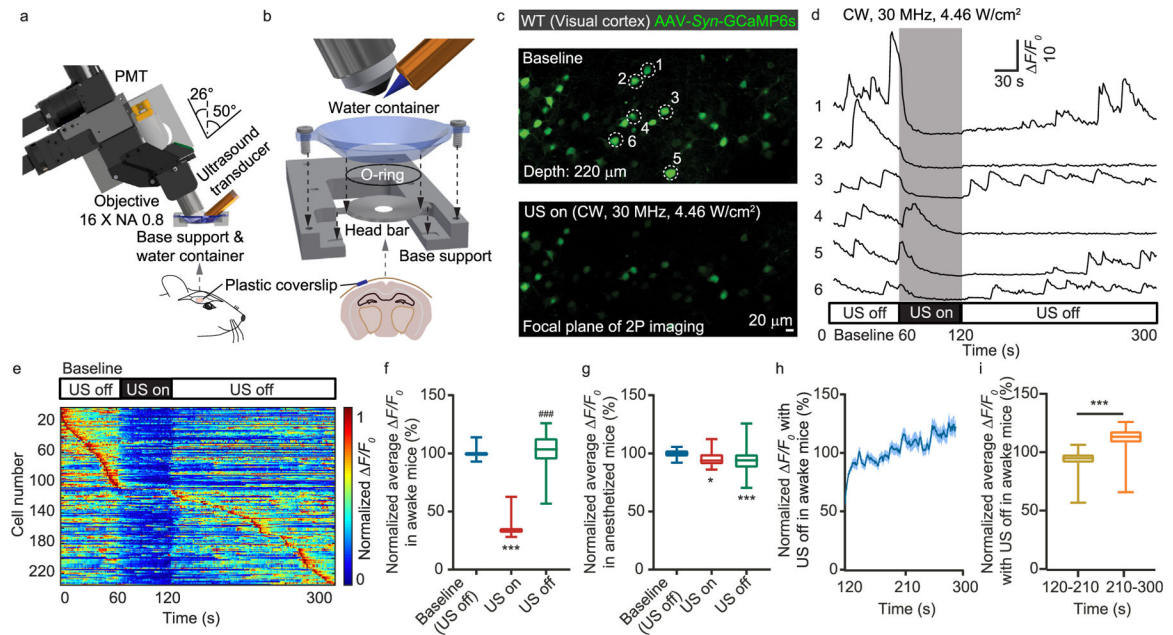 a
PMT
26°
50°
Ultrasound
transducer
Objective
16 X NA 0.8
Base support &
water container
Plastic coverslip
b
Water container
O-ring
Head bar
Base support
c
WT (Visual cortex) AAV-Syn-GCaMP6s
Baseline
1
2
3
4
6
5
Depth: 220 μm
US on (CW, 30 MHz, 4.46 W/cm²)
Focal plane of 2P imaging
20 μm
d
CW, 30 MHz, 4.46 W/cm²
ΔF/F₀
10
30 s
1
2
3
4
5
6
US off
US on
US off
0 Baseline 60 120 300
Time (s)
e
Baseline
US off
US on
US off
Cell number
20
60
100
140
180
220
0 60 120 300
Time (s)
1
0
Normalized ΔF/F₀
f
Normalized average ΔF/F₀
in awake mice (%)
150
100
50
0
###
***
Baseline
(US off)
US on
US off
g
Normalized average ΔF/F₀
in anesthetized mice (%)
150
100
50
0
*
***
Baseline
(US off)
US on
US off
h
Normalized ΔF/F₀ with
US off in awake mice (%)
150
100
50
0
120 210 300
Time (s)
i
Normalized average ΔF/F₀
with US off in awake mice (%)
150
100
50
0
***
120-210
210-300
Time (s)